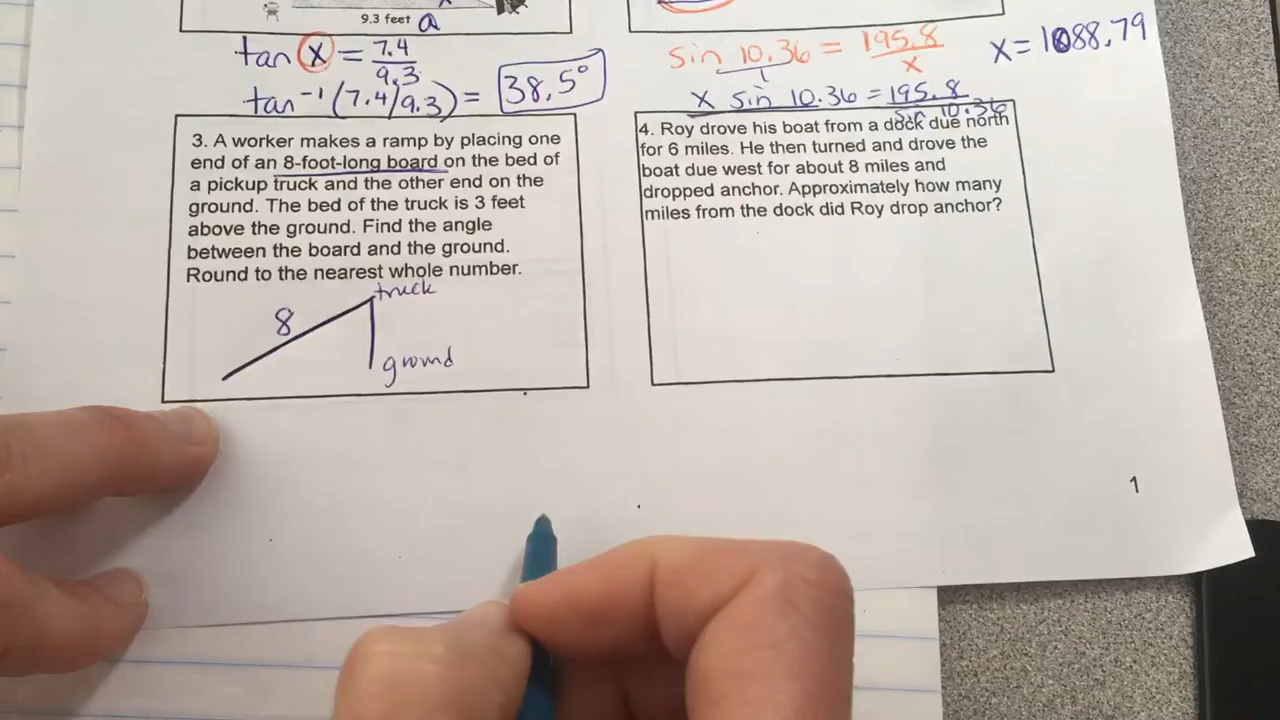 9.3 feet a
tan x = 7.4/9.3
tan⁻¹ (7.4/9.3) = 38.5°
sin 10.36 = 195.8/x
1
x sin 10.36 = 195.8
sin 10.36
x = 1088.79
3. A worker makes a ramp by placing one
end of an 8-foot-long board on the bed of
a pickup truck and the other end on the
ground. The bed of the truck is 3 feet
above the ground. Find the angle
between the board and the ground.
Round to the nearest whole number.
truck
8
ground
4. Roy drove his boat from a dock due north
for 6 miles. He then turned and drove the
boat due west for about 8 miles and
dropped anchor. Approximately how many
miles from the dock did Roy drop anchor?
1